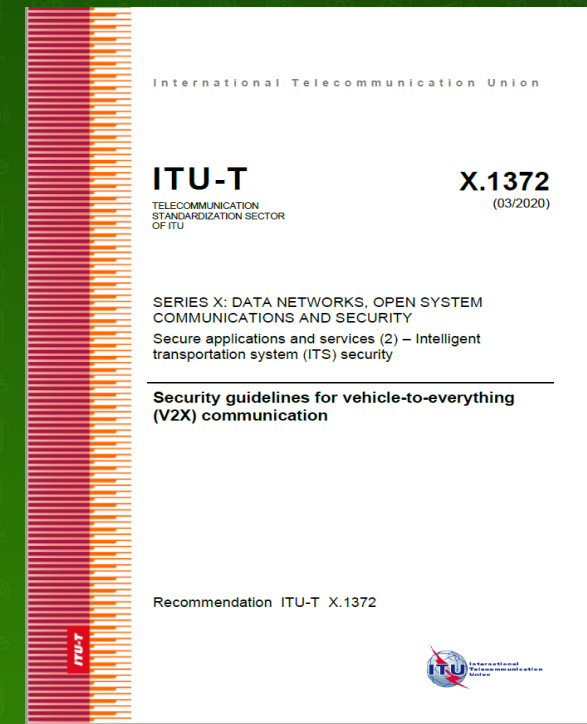 International Telecommunication Union
ITU-T
X.1372
TELECOMMUNICATION
STANDARDIZATION SECTOR
OF ITU
(03/2020)
SERIES X: DATA NETWORKS, OPEN SYSTEM
COMMUNICATIONS AND SECURITY
Secure applications and services (2) – Intelligent
transportation system (ITS) security
Security guidelines for vehicle-to-everything
(V2X) communication
Recommendation ITU-T X.1372
ITU-T
ITU
International
Telecommunication
Union